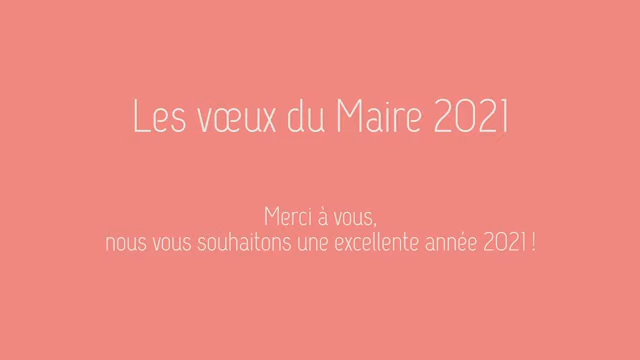 Les vœux du Maire 2021
Merci à vous,
nous vous souhaitons une excellente année 2021 !